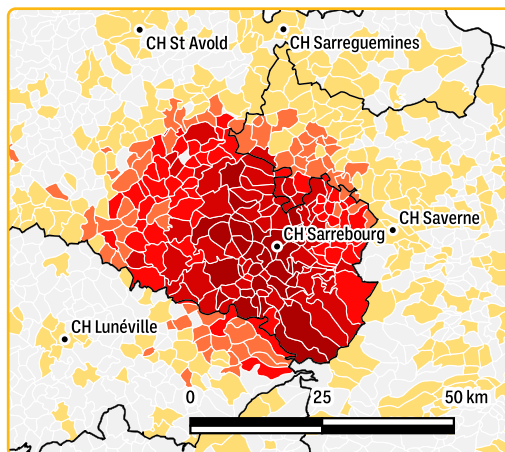 CH St Avold
CH Sarreguemines
CH Saverne
CH Sarrebourg
CH Lunéville
0 25 50 km